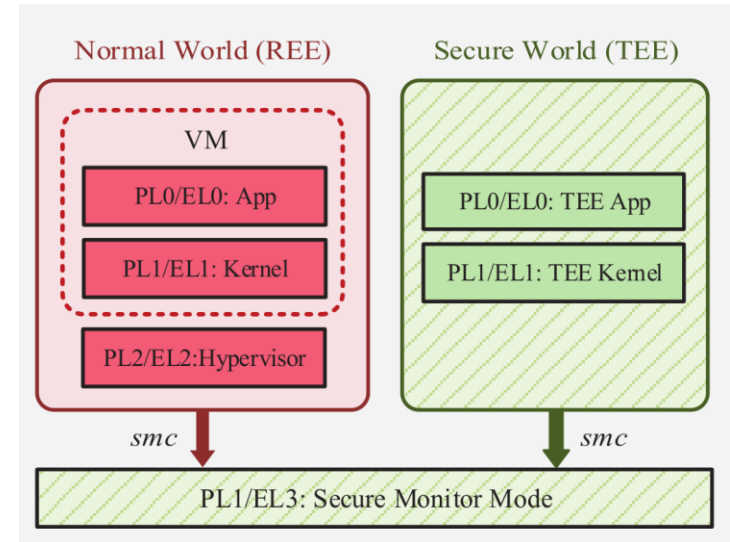 Normal World (REE)
Secure World (TEE)
VM
PL0/EL0: App
PL1/EL1: Kernel
PL2/EL2:Hypervisor
PL0/EL0: TEE App
PL1/EL1: TEE Kernel
smc
smc
PL1/EL3: Secure Monitor Mode